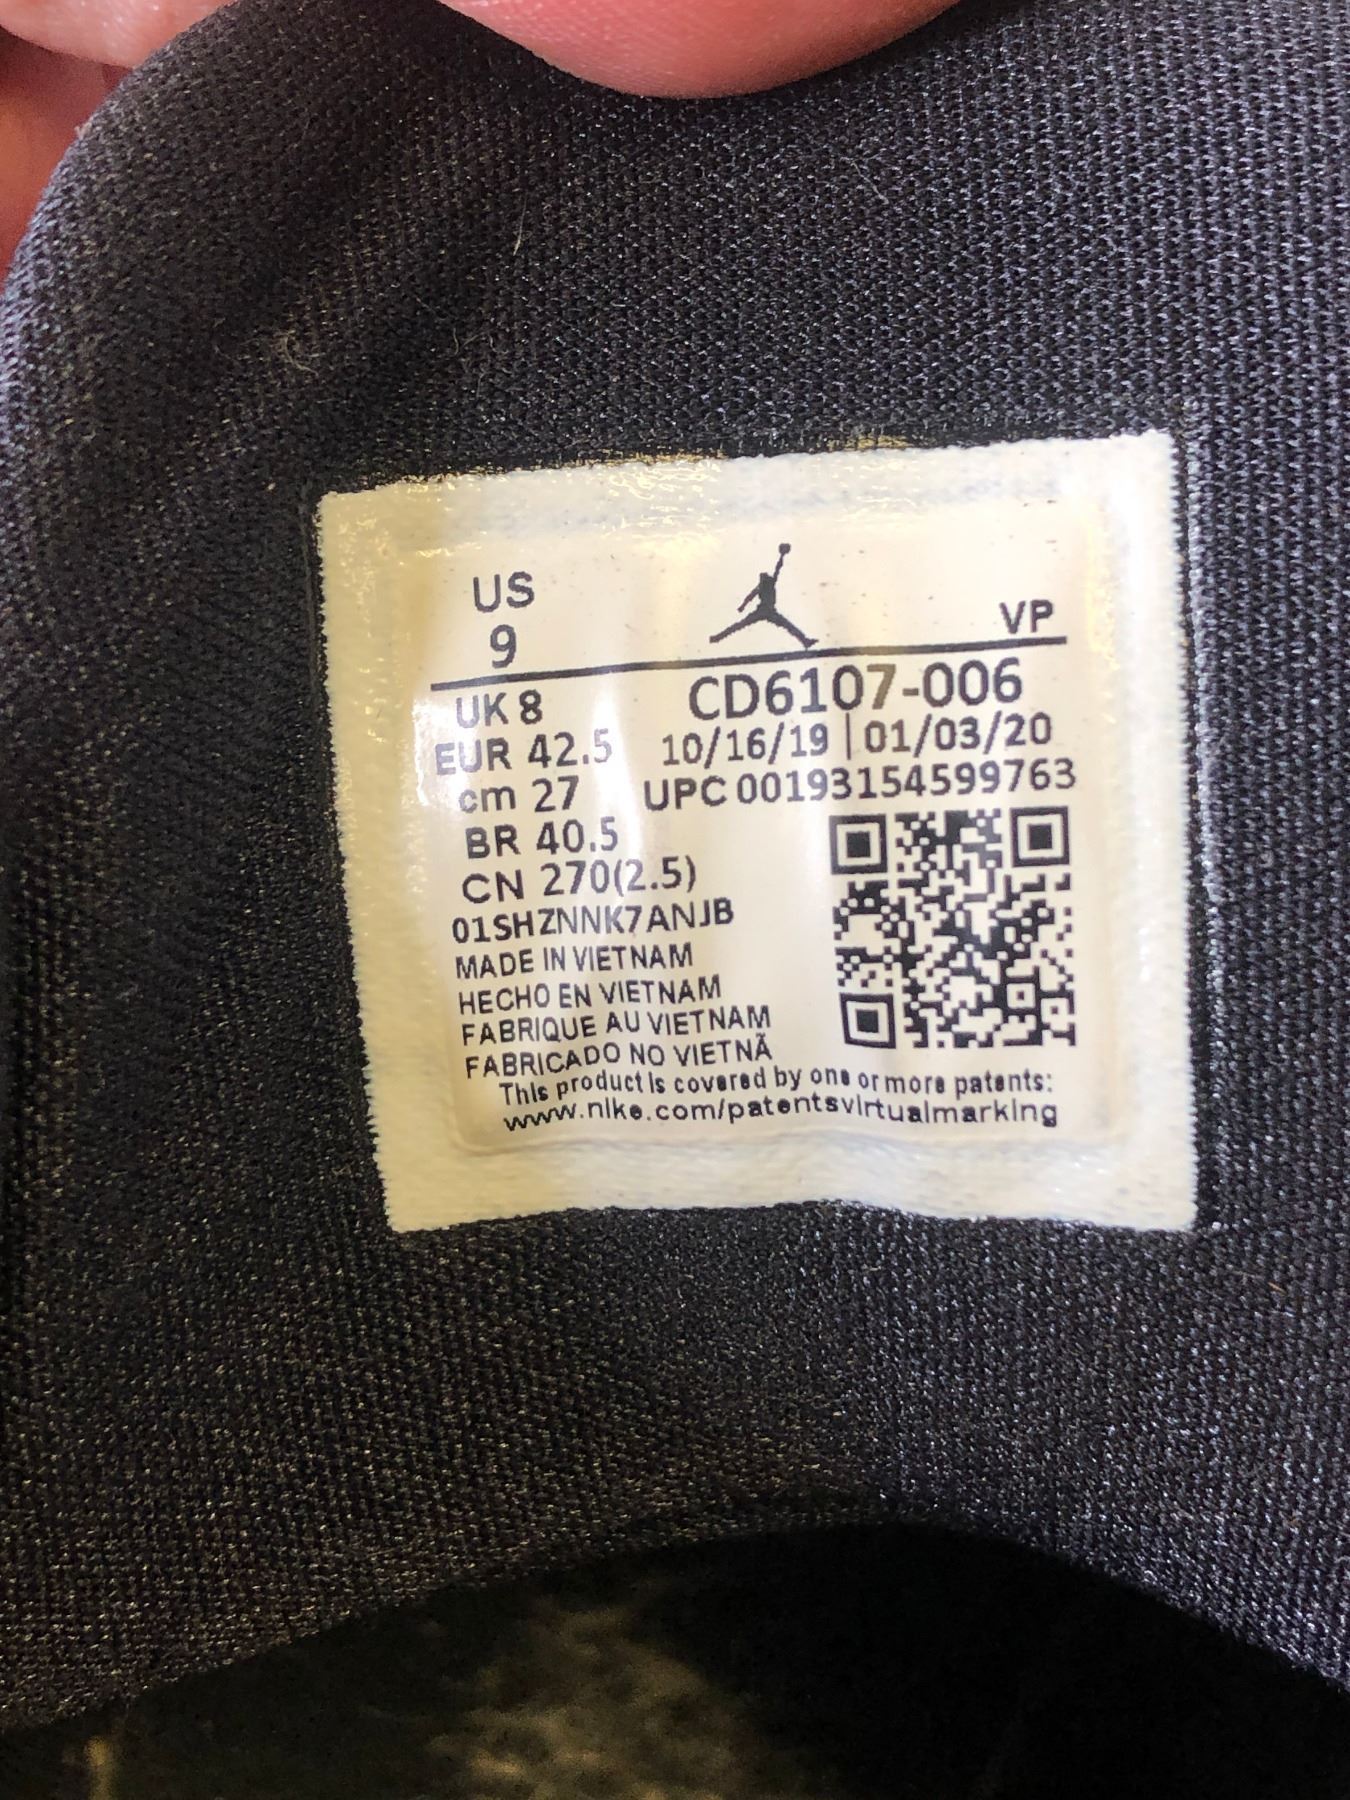 US
9
VP
UK 8
CD6107-006
EUR 42.5
10/16/19 | 01/03/20
cm 27
UPC 00193154599763
BR 40.5
CN 270(2.5)
01SHZNNK7ANJB
MADE IN VIETNAM
HECHO EN VIETNAM
FABRIQUE AU VIETNAM
FABRICADO NO VIETNÃ
This product is covered by one or more patents:
www.nike.com/patentsvirtualmarking